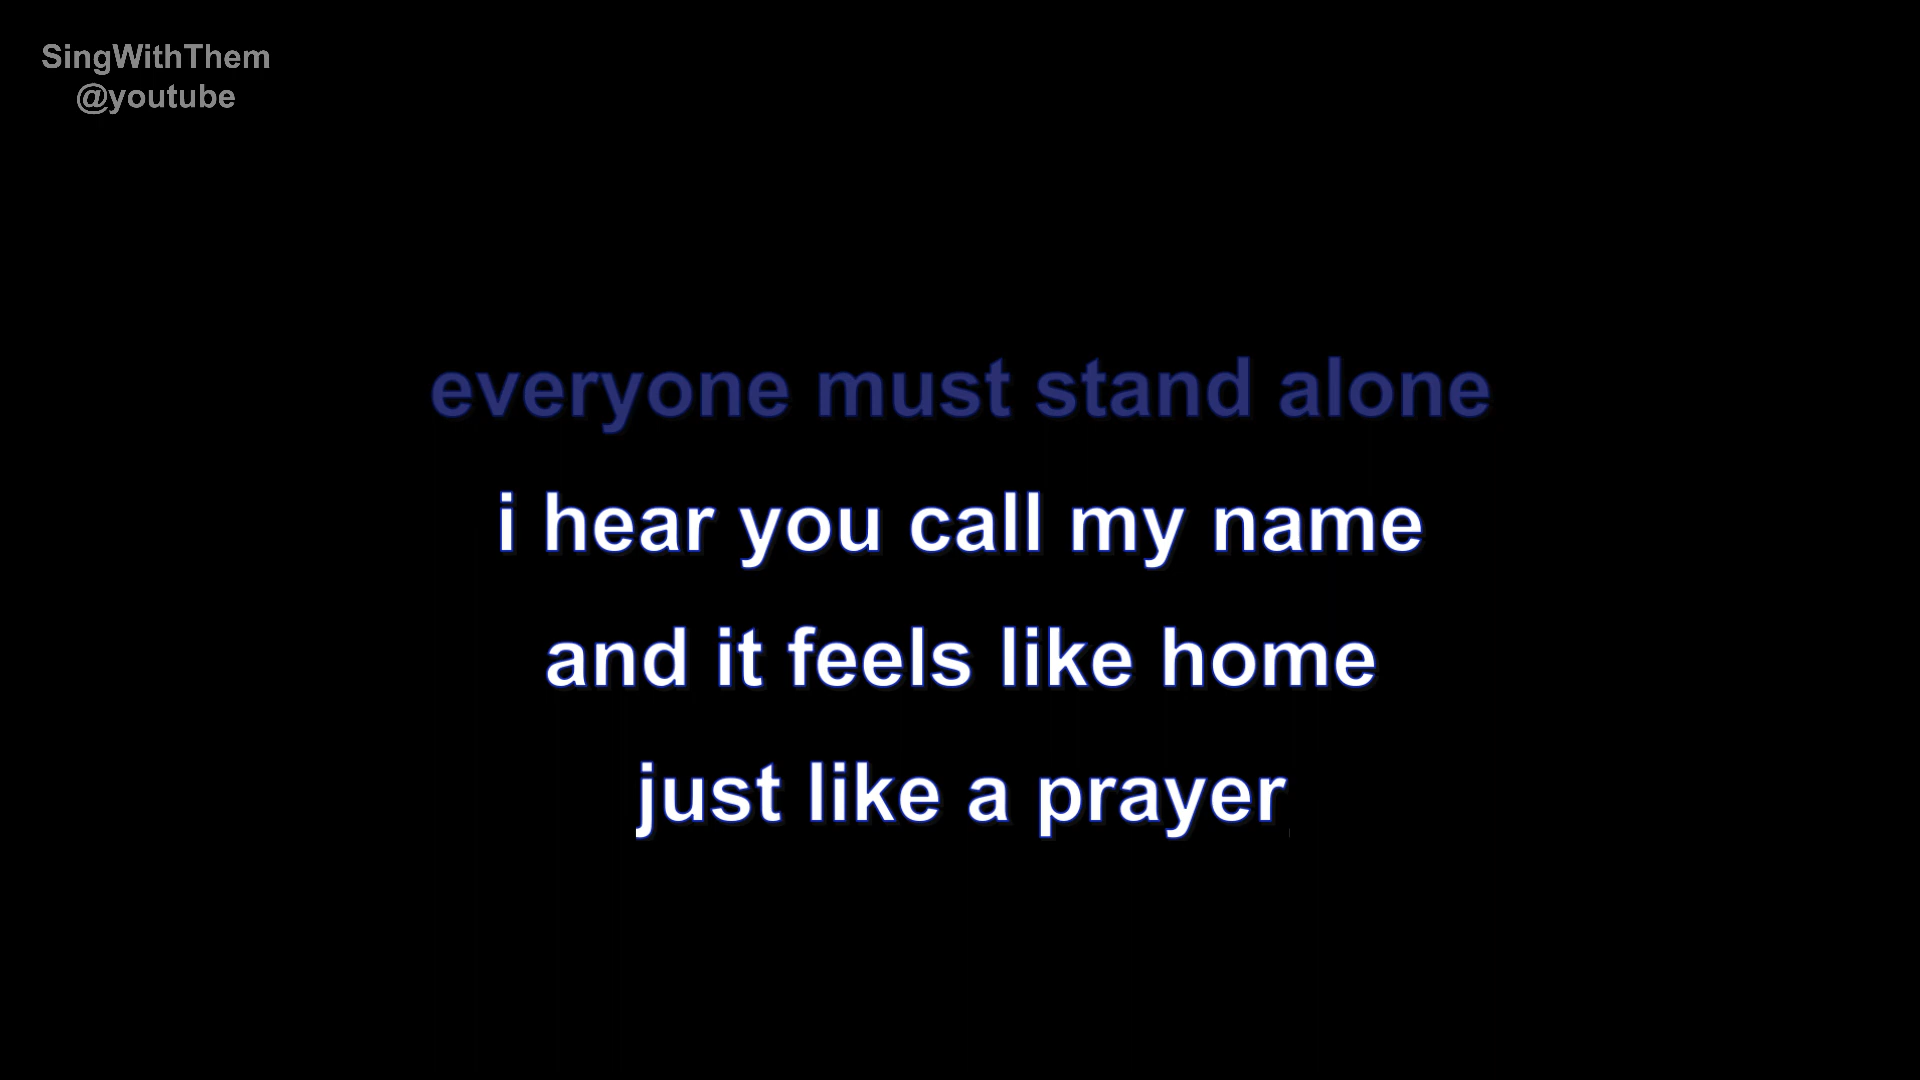 SingWithThem
@youtube
everyone must stand alone
i hear you call my name
and it feels like home
just like a prayer